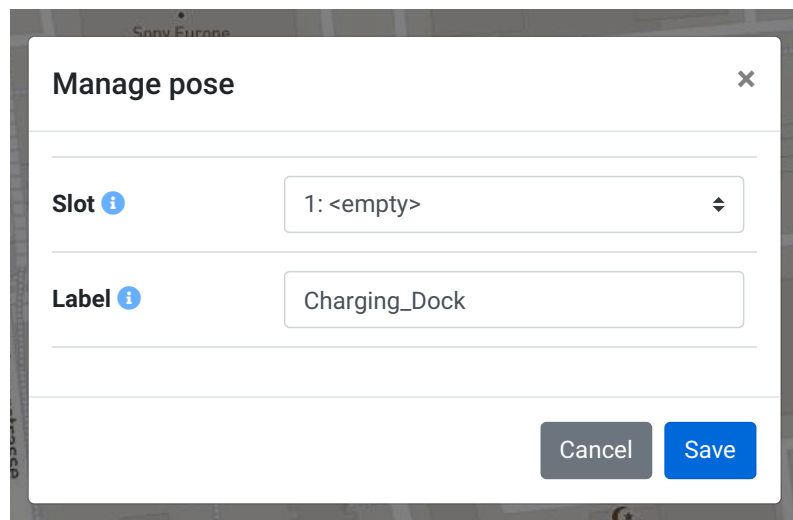 Sony Europe
Manage pose ×
Slot
1: <empty>
Label
Charging_Dock
Cancel Save